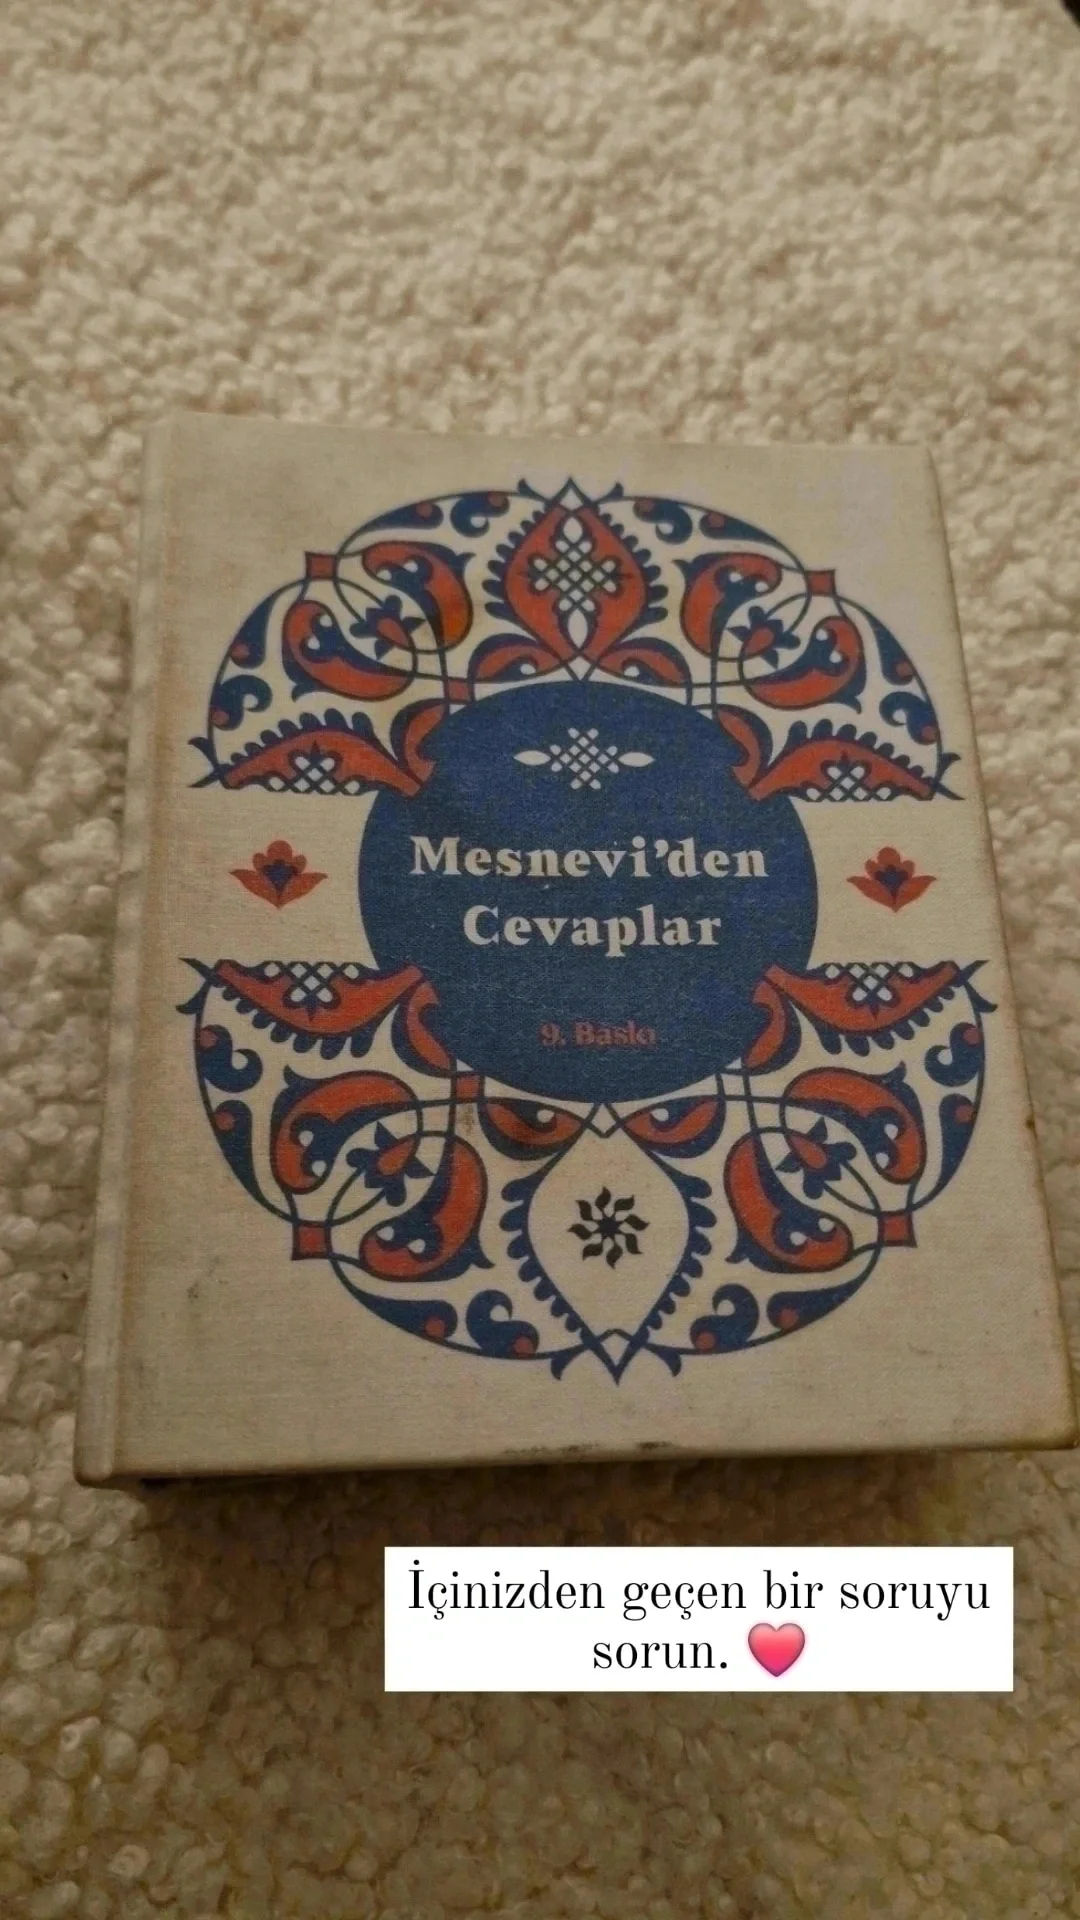 Mesnevi’den
Cevaplar
9. Baskı
İçinizden geçen bir soruyu
sorun.